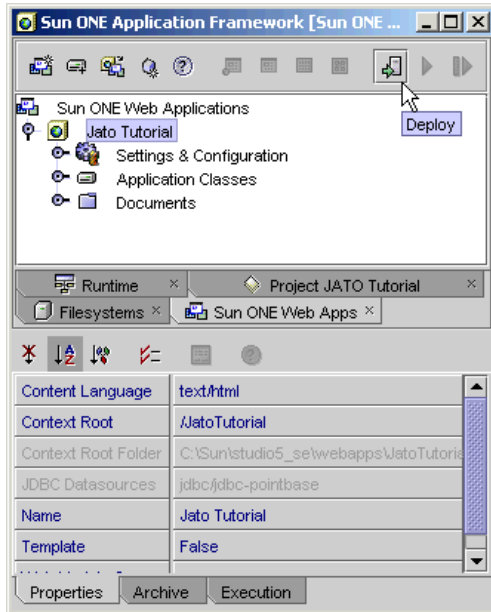 Sun ONE Application Framework [Sun ONE ...
Sun ONE Web Applications
Jato Tutorial
Deploy
Settings & Configuration
Application Classes
Documents
Runtime × Project JATO Tutorial ×
Filesystems × Sun ONE Web Apps ×
Content Language text/html
Context Root /JatoTutorial
Context Root Folder C:\Sun\studio5_se\webapps\JatoTutoria
JDBC Datasources jdbc/jdbc-pointbase
Name Jato Tutorial
Template False
Properties Archive Execution